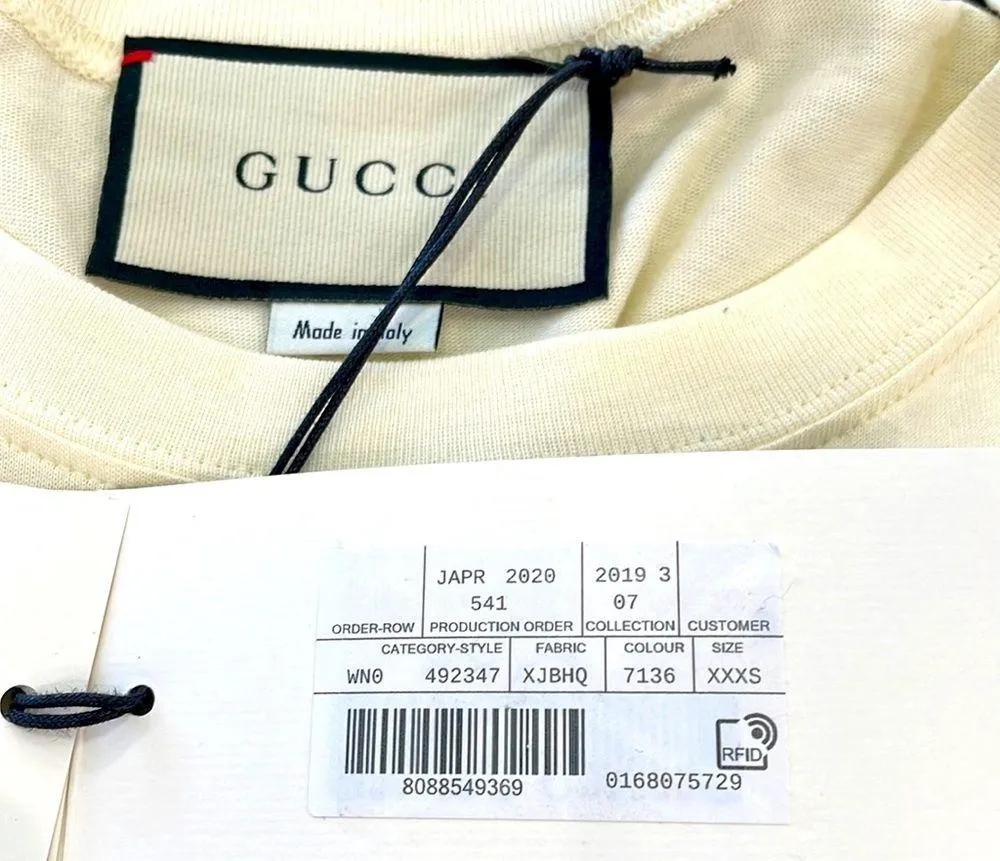 GUCC
Made in aly
JAPR 2020 2019 3
541 07
ORDER-ROW PRODUCTION ORDER COLLECTION CUSTOMER
CATEGORY-STYLE FABRIC COLOUR SIZE
WN0 492347 XJBHQ 7136 XXXS
RFID
8088549369 0168075729